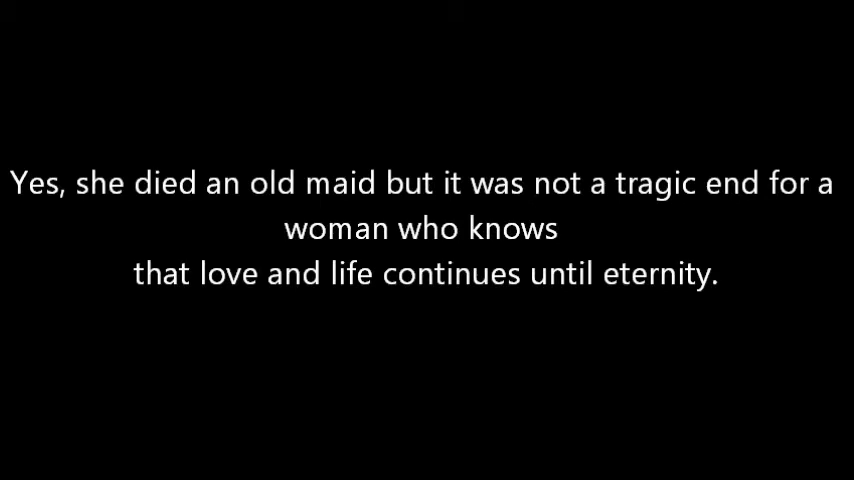 Yes, she died an old maid but it was not a tragic end for a
woman who knows
that love and life continues until eternity.